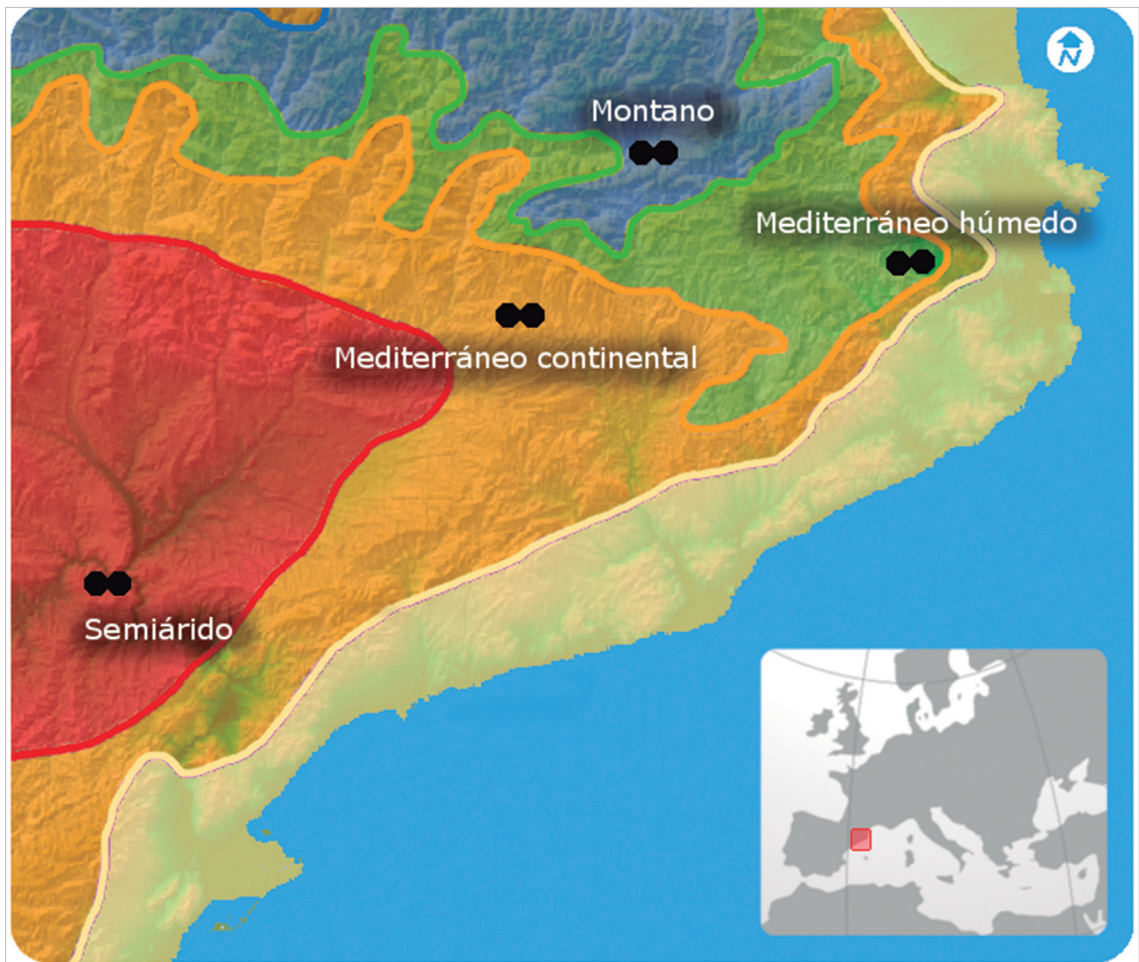 N
Montano
Mediterráneo húmedo
Mediterráneo continental
Semiárido